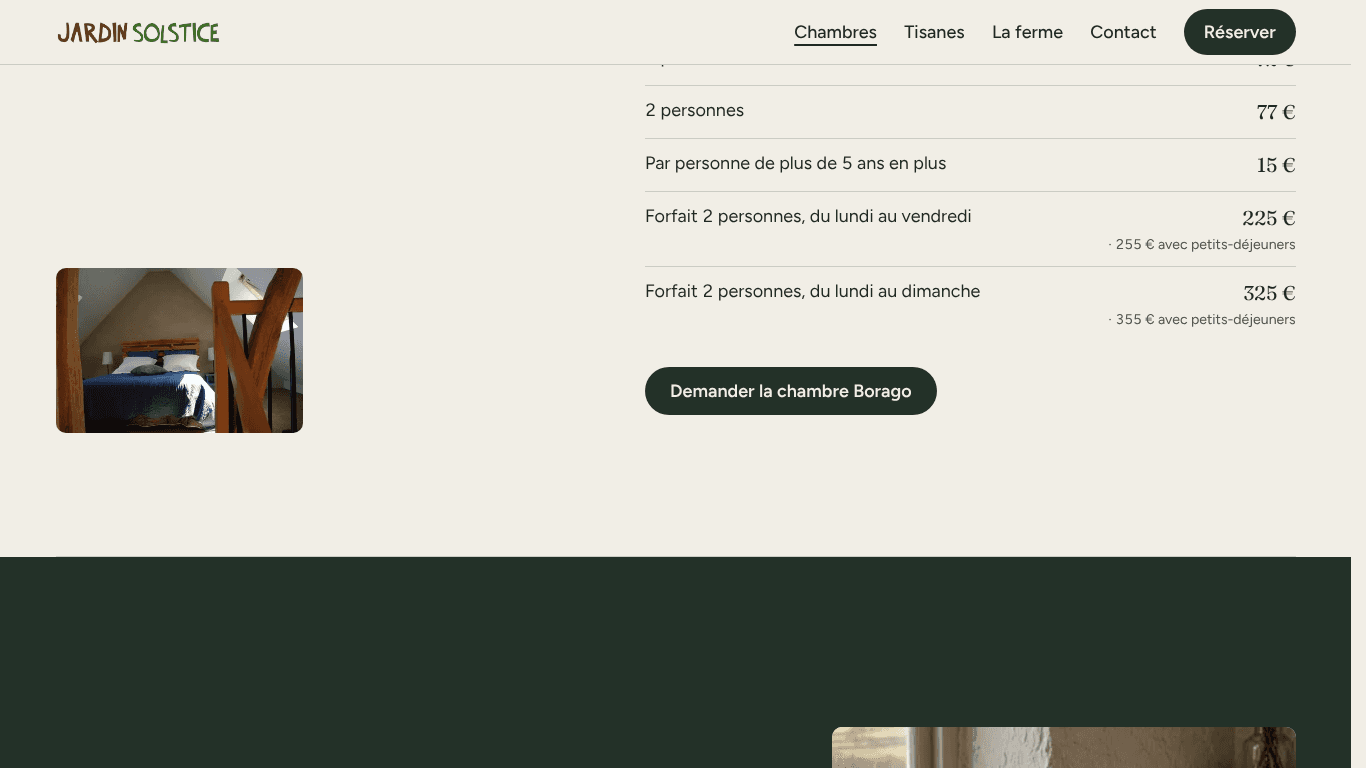 JARDIN SOLSTICE
Chambres
Tisanes
La ferme
Contact
Réserver
2 personnes
77 €
Par personne de plus de 5 ans en plus
15 €
Forfait 2 personnes, du lundi au vendredi
225 €
· 255 € avec petits-déjeuners
Forfait 2 personnes, du lundi au dimanche
325 €
· 355 € avec petits-déjeuners
Demander la chambre Borago